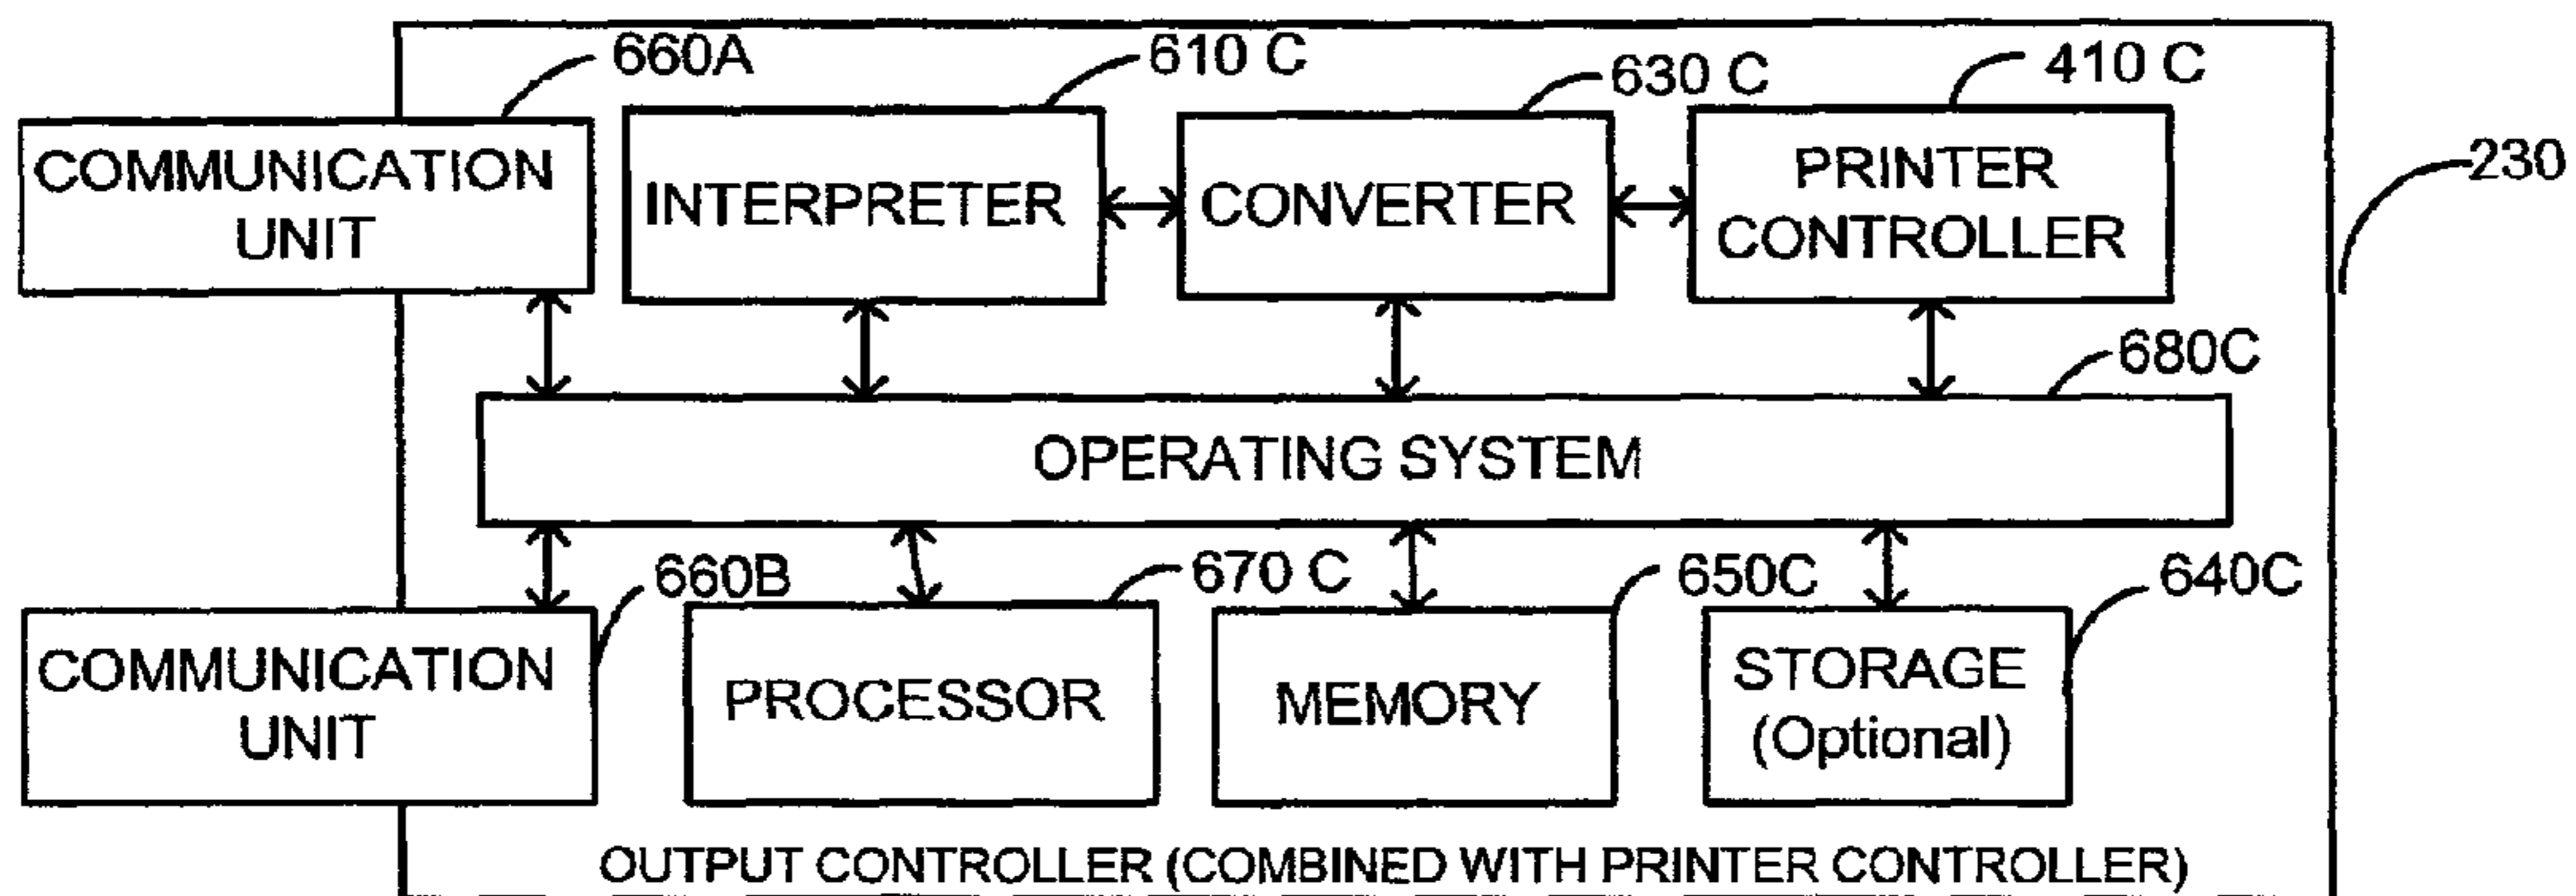 660A
610 C
630 C
410 C
230
COMMUNICATION
UNIT
INTERPRETER
CONVERTER
PRINTER
CONTROLLER
680C
OPERATING SYSTEM
660B
670 C
650C
640C
COMMUNICATION
UNIT
PROCESSOR
MEMORY
STORAGE
(Optional)
OUTPUT CONTROLLER (COMBINED WITH PRINTER CONTROLLER)